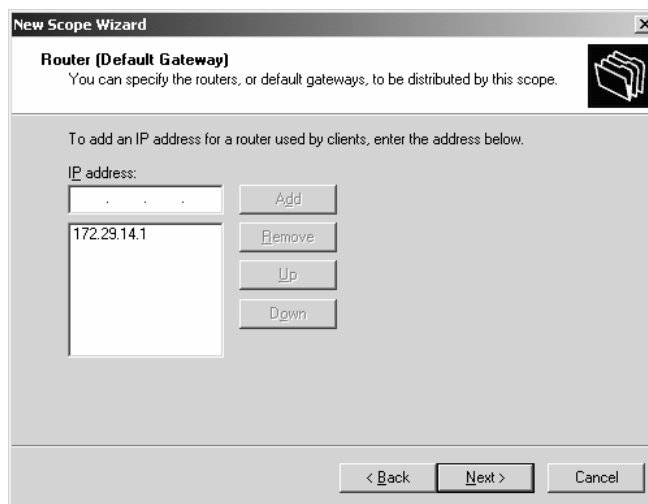 New Scope Wizard
Router (Default Gateway)
You can specify the routers, or default gateways, to be distributed by this scope.
To add an IP address for a router used by clients, enter the address below.
IP address:
. . .
Add
172.29.14.1
Remove
Up
Down
< Back
Next >
Cancel